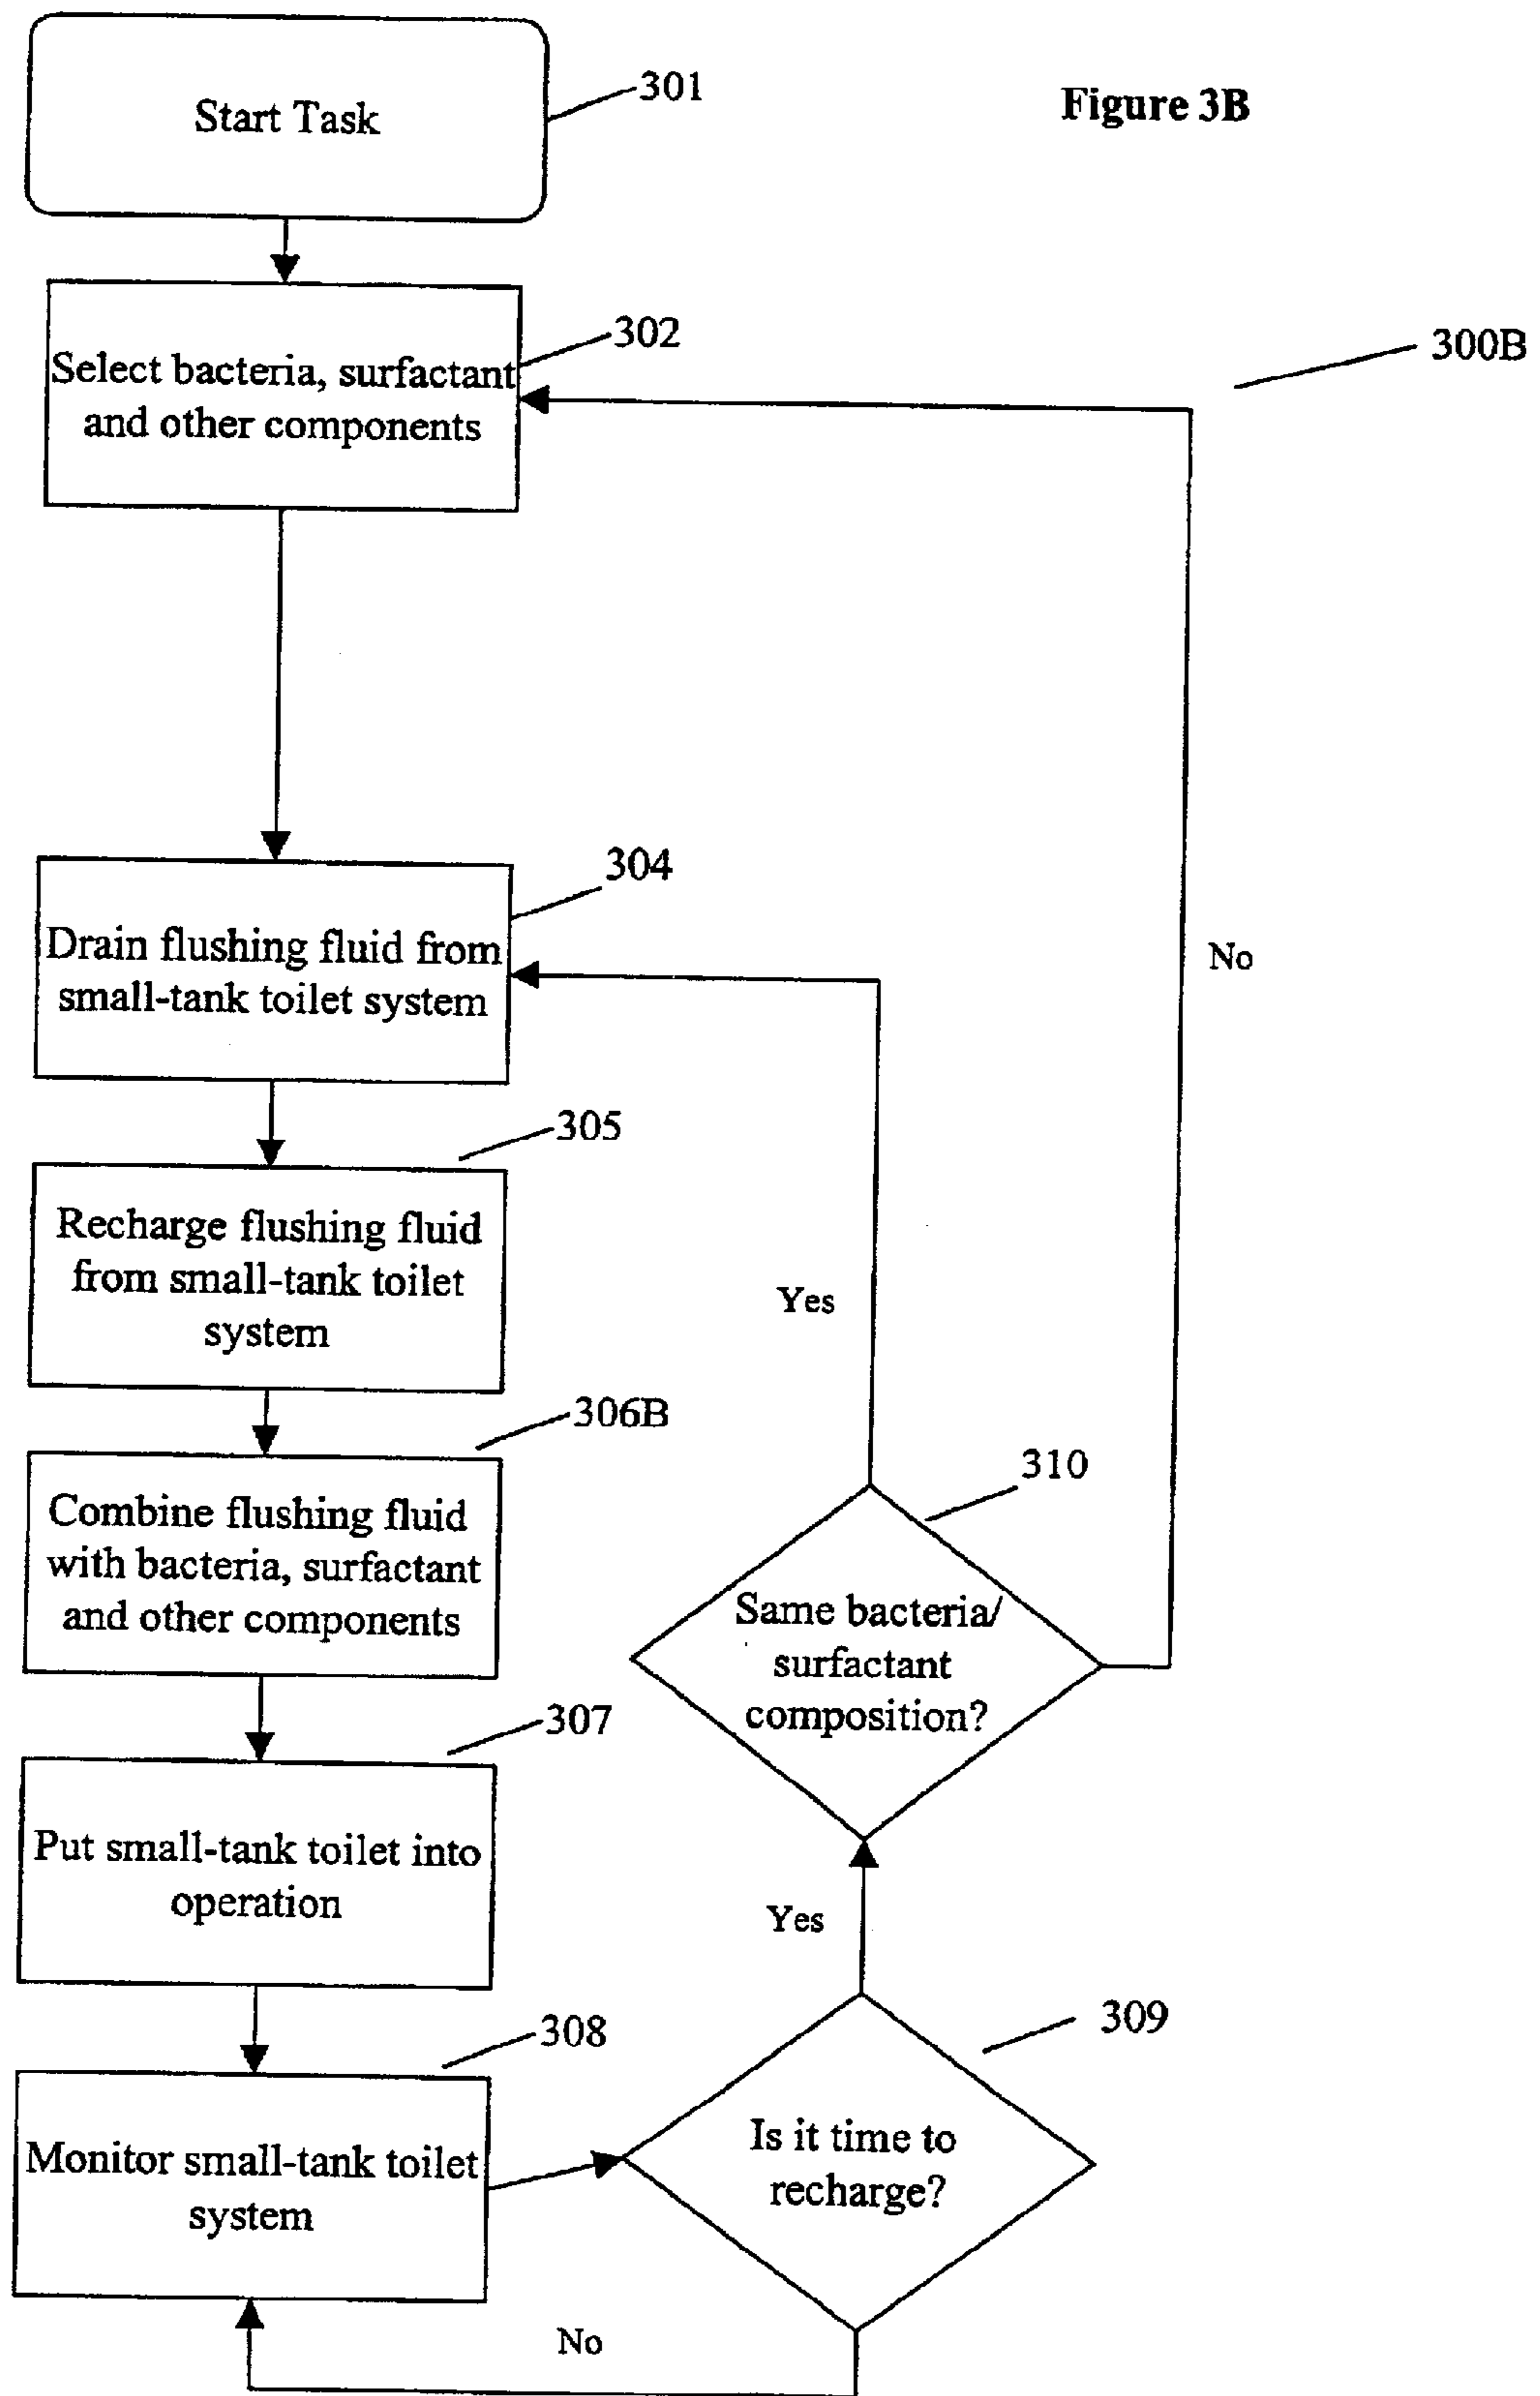 Start Task
301
Figure 3B
302
Select bacteria, surfactant
and other components
300B
304
Drain flushing fluid from
small-tank toilet system
No
305
Recharge flushing fluid
from small-tank toilet
system
Yes
306B
Combine flushing fluid
with bacteria, surfactant
and other components
310
Same bacteria/
surfactant
composition?
307
Put small-tank toilet into
operation
Yes
308
Monitor small-tank toilet
system
309
Is it time to
recharge?
No